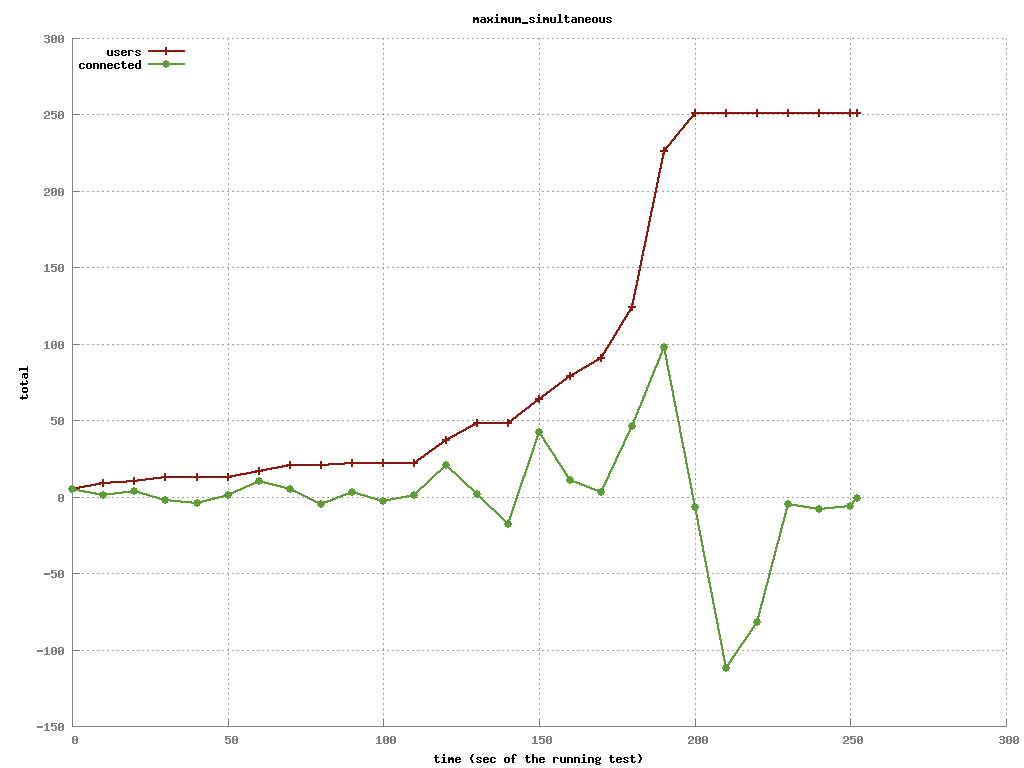 maximum_simultaneous
300
users
connected
250
200
150
100
total
50
0
-50
-100
-150
0 50 100 150 200 250 300
time (sec of the running test)